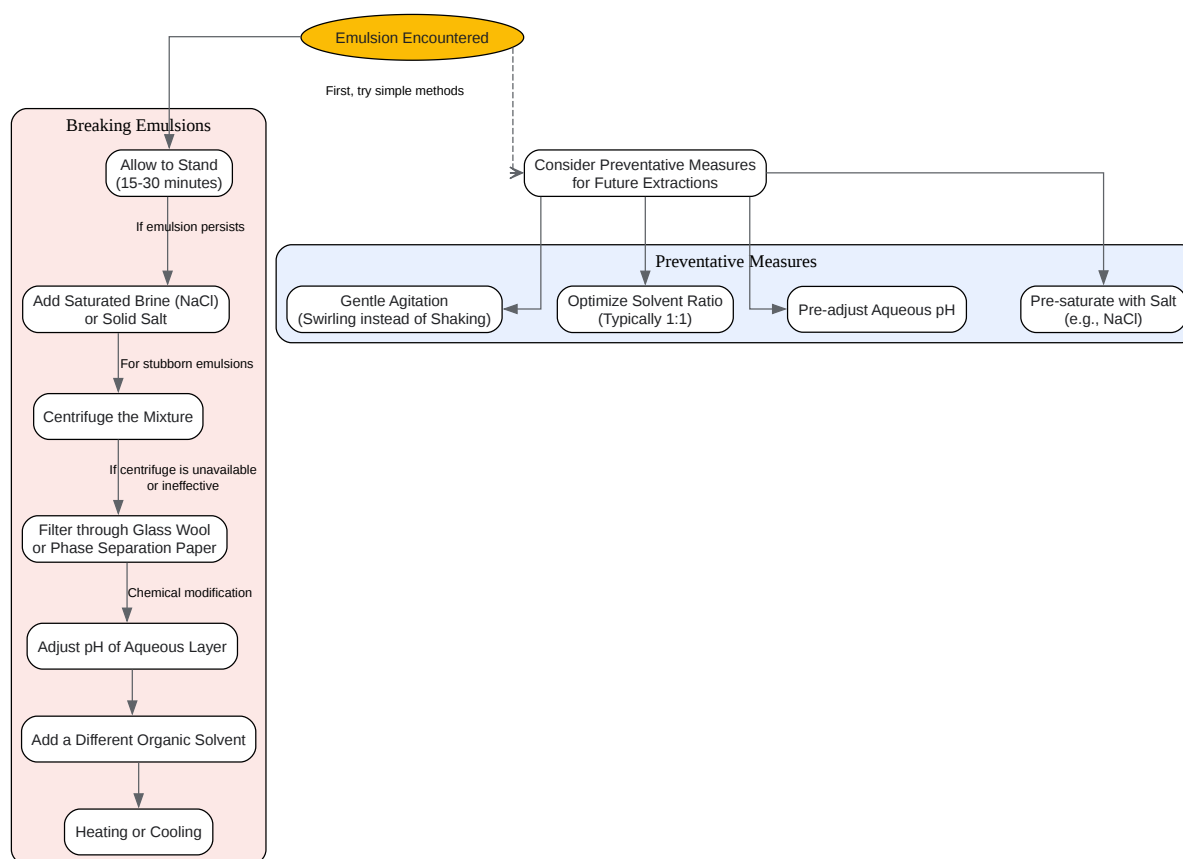 Emulsion Encountered
First, try simple methods
Breaking Emulsions
Allow to Stand
(15-30 minutes)
If emulsion persists
Add Saturated Brine (NaCl)
or Solid Salt
For stubborn emulsions
Centrifuge the Mixture
If centrifuge is unavailable
or ineffective
Filter through Glass Wool
or Phase Separation Paper
Chemical modification
Adjust pH of Aqueous Layer
Add a Different Organic Solvent
Heating or Cooling
Consider Preventative Measures
for Future Extractions
Preventative Measures
Gentle Agitation
(Swirling instead of Shaking)
Optimize Solvent Ratio
(Typically 1:1)
Pre-adjust Aqueous pH
Pre-saturate with Salt
(e.g., NaCl)